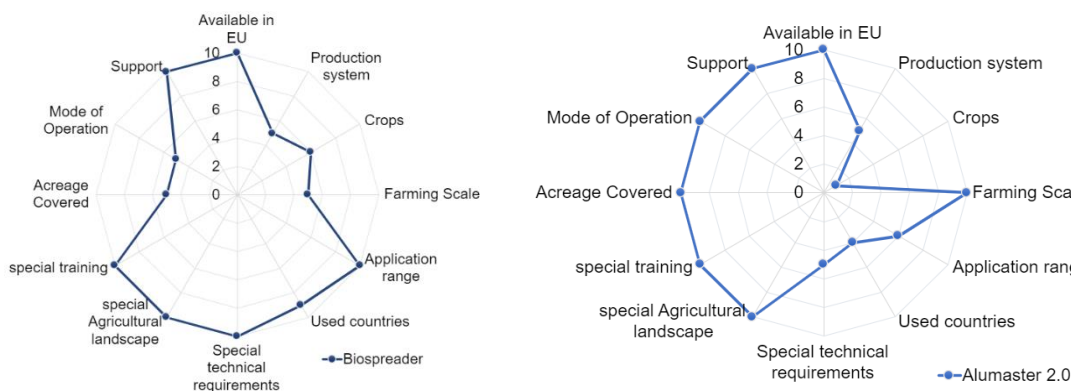 Available in
EU
10
8
6
4
2
0
Production
system
Crops
Farming Scale
Application
range
Used countries
Special
technical
requirements
special
Agricultural
landscape
special training
Acreage
Covered
Mode of
Operation
Support
Biospreader
Available in EU
10
8
6
4
2
0
Production system
Crops
Farming Scal
Application rang
Used countries
Special technical
requirements
special Agricultural
landscape
special training
Acreage Covered
Mode of Operation
Support
Alumaster 2.0